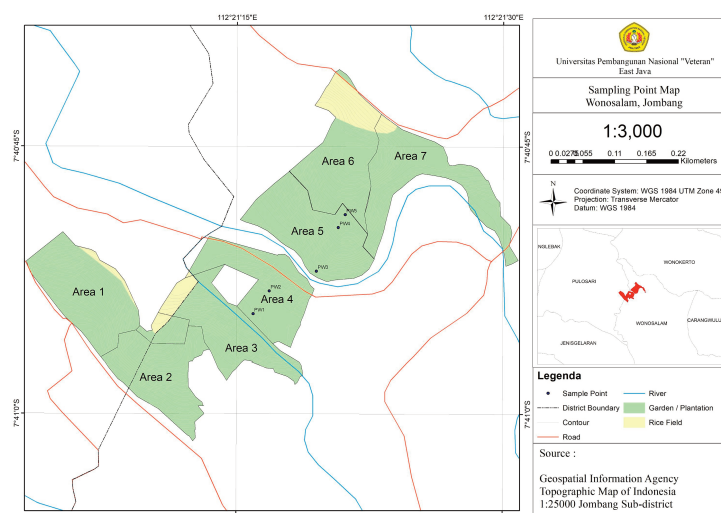 112°21'15"E
112°21'30"E
7°40'45"S
7°41'0"S
7°40'45"S
7°41'0"S
Area 1
Area 2
Area 3
Area 4
Area 5
Area 6
Area 7
PW1
PW2
PW3
PW4
PW5
Universitas Pembangunan Nasional "Veteran"
East Java
Sampling Point Map
Wonosalam, Jombang
1:3,000
0 0.0275 0.055 0.11 0.165 0.22
Kilometers
N
Coordinate System: WGS 1984 UTM Zone 49
Projection: Transverse Mercator
Datum: WGS 1984
NGLEBAK
WONOKERTO
PULOSARI
CARANGWULU
WONOSALAM
JENISGELARAN
Legenda
Sample Point
District Boundary
Contour
Road
River
Garden / Plantation
Rice Field
Source :
Geospatial Information Agency
Topographic Map of Indonesia
1:25000 Jombang Sub-district